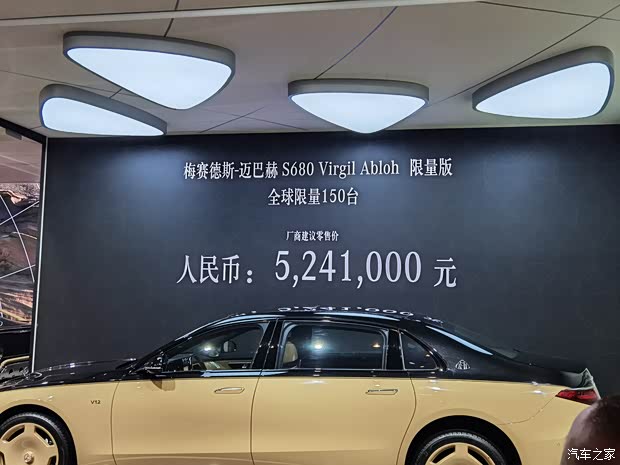 梅赛德斯-迈巴赫 S680 Virgil Abloh 限量版
全球限量150台
厂商建议零售价
人民币：5,241,000 元
V12
汽车之家